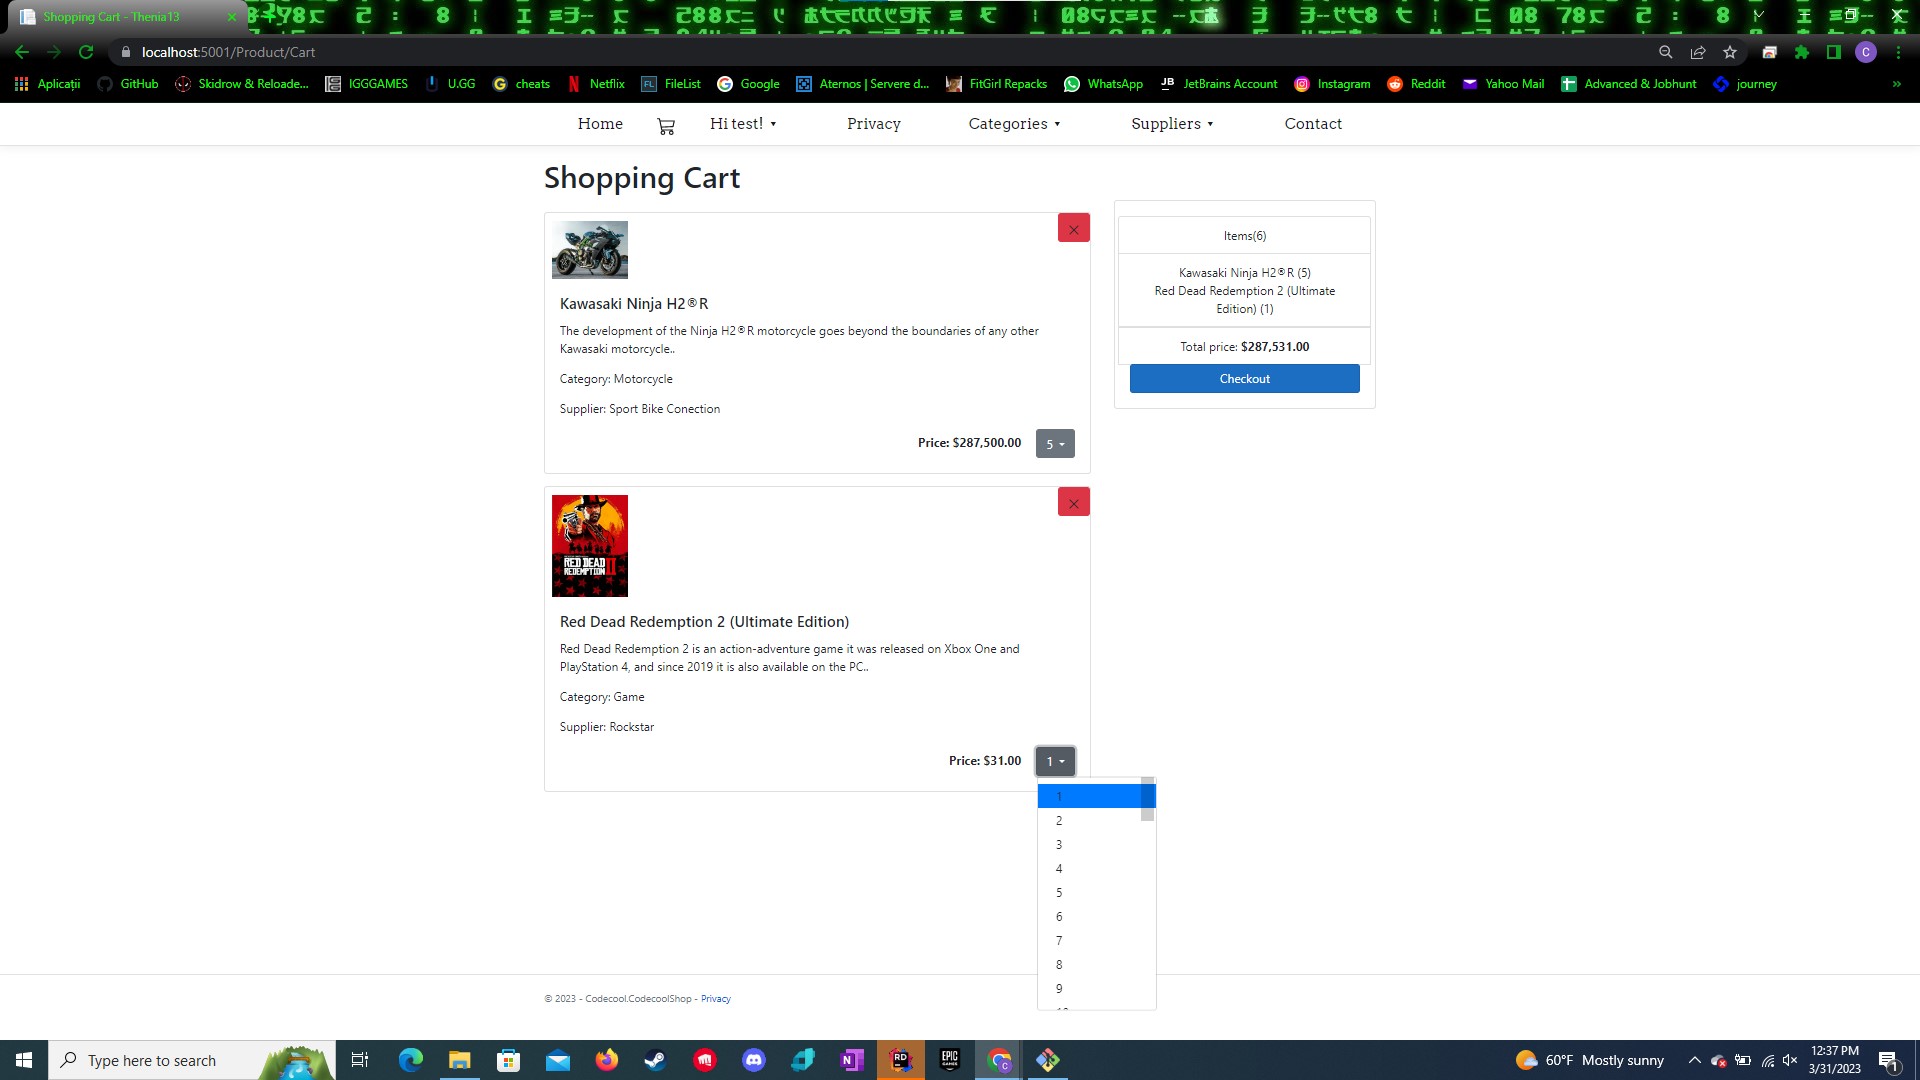 Shopping Cart - Thenia13
localhost:5001/Product/Cart
C
Aplicații
GitHub
Skidrow & Reloade...
IGGGAMES
U.GG
cheats
Netflix
FL
FileList
Google
Aternos | Servere d...
FitGirl Repacks
WhatsApp
JB
JetBrains Account
Instagram
Reddit
Yahoo Mail
Advanced & Jobhunt
journey
»
Home
Hi test!
Privacy
Categories
Suppliers
Contact
Shopping Cart
Kawasaki Ninja H2®R
The development of the Ninja H2®R motorcycle goes beyond the boundaries of any other
Kawasaki motorcycle..
Category: Motorcycle
Supplier: Sport Bike Conection
Price: $287,500.00
5
Items(6)
Kawasaki Ninja H2®R (5)
Red Dead Redemption 2 (Ultimate
Edition) (1)
Total price: $287,531.00
Checkout
RED DEAD
REDEMPTION II
Red Dead Redemption 2 (Ultimate Edition)
Red Dead Redemption 2 is an action-adventure game it was released on Xbox One and
PlayStation 4, and since 2019 it is also available on the PC..
Category: Game
Supplier: Rockstar
Price: $31.00
1
1
2
3
4
5
6
7
8
9
© 2023 - Codecool.CodecoolShop - Privacy
Type here to search
N
RD
EPIC
GAMES
C
60°F Mostly sunny
12:37 PM
3/31/2023
1